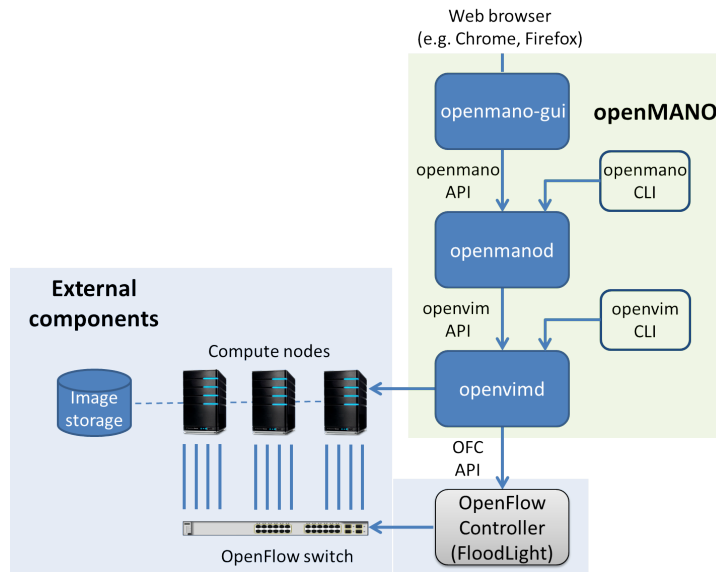 Web browser
(e.g. Chrome, Firefox)
openmano-gui
openMANO
openmano
API
openmano
CLI
openmanod
External
components
openvim
API
openvim
CLI
Compute nodes
Image
storage
openvimd
OFC
API
OpenFlow
Controller
(FloodLight)
OpenFlow switch